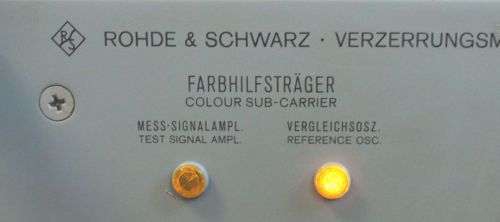 ROHDE & SCHWARZ · VERZERRUNGSM
FARBHILFSTRÄGER
COLOUR SUB-CARRIER
MESS-SIGNALAMPL. VERGLEICHSOSZ.
TEST SIGNAL AMPL. REFERENCE OSC.